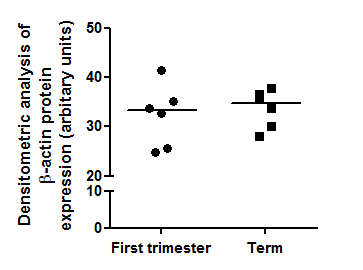 Densitometric analysis of
β-actin protein
expression (arbitary units)
50
40
30
20
10
0
First trimester
Term